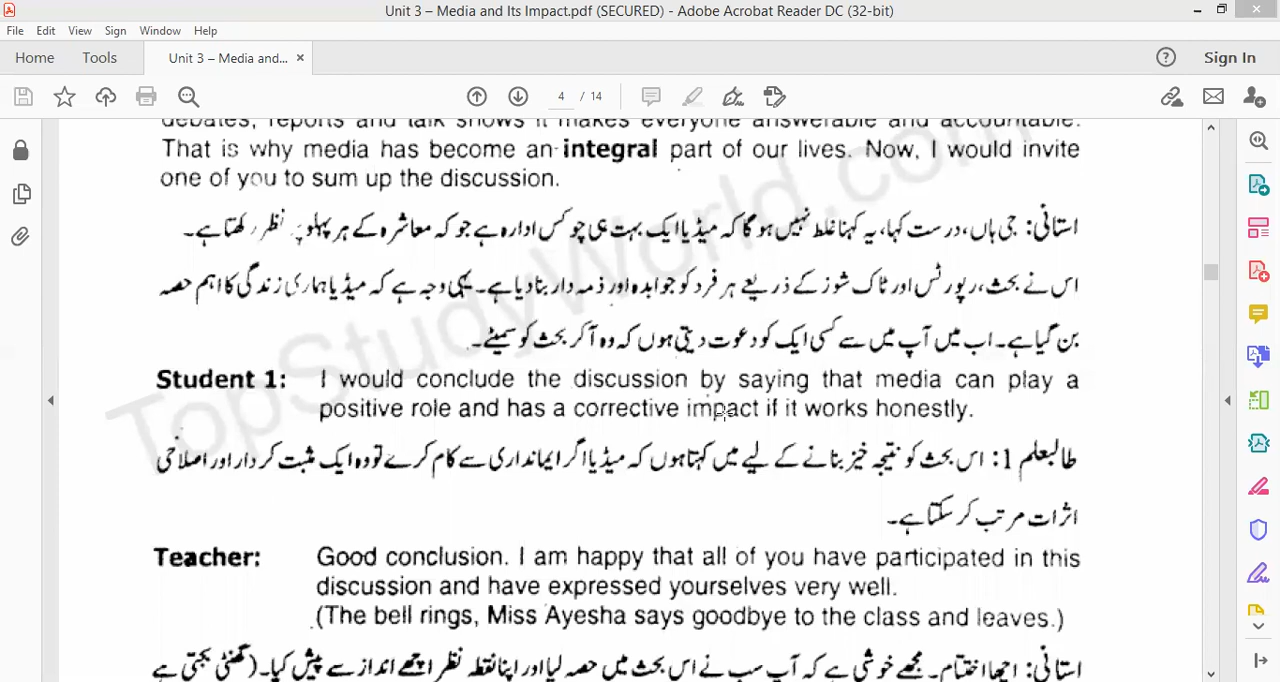 Unit 3 – Media and Its Impact.pdf (SECURED) - Adobe Acrobat Reader DC (32-bit)
File Edit View Sign Window Help
Home Tools Unit 3 – Media and... × Sign In
4 / 14
debates, reports and talk shows it makes everyone answerable and accountable.
That is why media has become an integral part of our lives. Now, I would invite
one of you to sum up the discussion.
استانی: جی ہاں، درست کہا، یہ کہنا غلط نہیں ہو گا کہ میڈیا ایک بہت ہی چوکس ادارہ ہے جو کہ معاشرہ کے ہر پہلو پر نظر رکھتا ہے۔
اس نے بحث، رپورٹس اور ٹاک شوز کے ذریعے ہر فرد کو جوابدہ اور ذمہ دار بنا دیا ہے۔ یہی وجہ ہے کہ میڈیا ہماری زندگی کا اہم حصہ
بن گیا ہے۔ اب میں آپ میں سے کسی ایک کو دعوت دیتی ہوں کہ وہ آ کر بحث کو سمیٹے۔
Student 1: I would conclude the discussion by saying that media can play a
positive role and has a corrective impact if it works honestly.
طالبعلم 1: اس بحث کو نتیجہ خیز بنانے کے لیے میں کہتا ہوں کہ میڈیا اگر ایمانداری سے کام کرے تو وہ ایک مثبت کردار اور اصلاحی
اثرات مرتب کر سکتا ہے۔
Teacher: Good conclusion. I am happy that all of you have participated in this
discussion and have expressed yourselves very well.
(The bell rings, Miss Ayesha says goodbye to the class and leaves.)
استانی: اچھا اختتام۔ مجھے خوشی ہے کہ آپ سب نے اس بحث میں حصہ لیا اور اپنا نقطہ نظر اچھے انداز سے پیش کیا۔ (گھنٹی بجتی ہے
TopStudyWorld.com